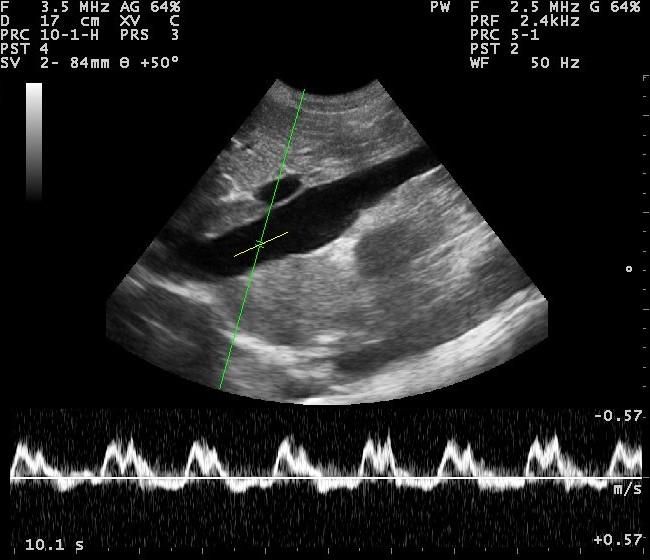 F 3.5 MHz AG 64%
D 17 cm XV C
PRC 10-1-H PRS 3
PST 4
SV 2- 84mm θ +50°
PW F 2.5 MHz G 64%
PRF 2.4kHz
PRC 5-1
PST 2
WF 50 Hz
-0.57
m/s
+0.57
10.1 s